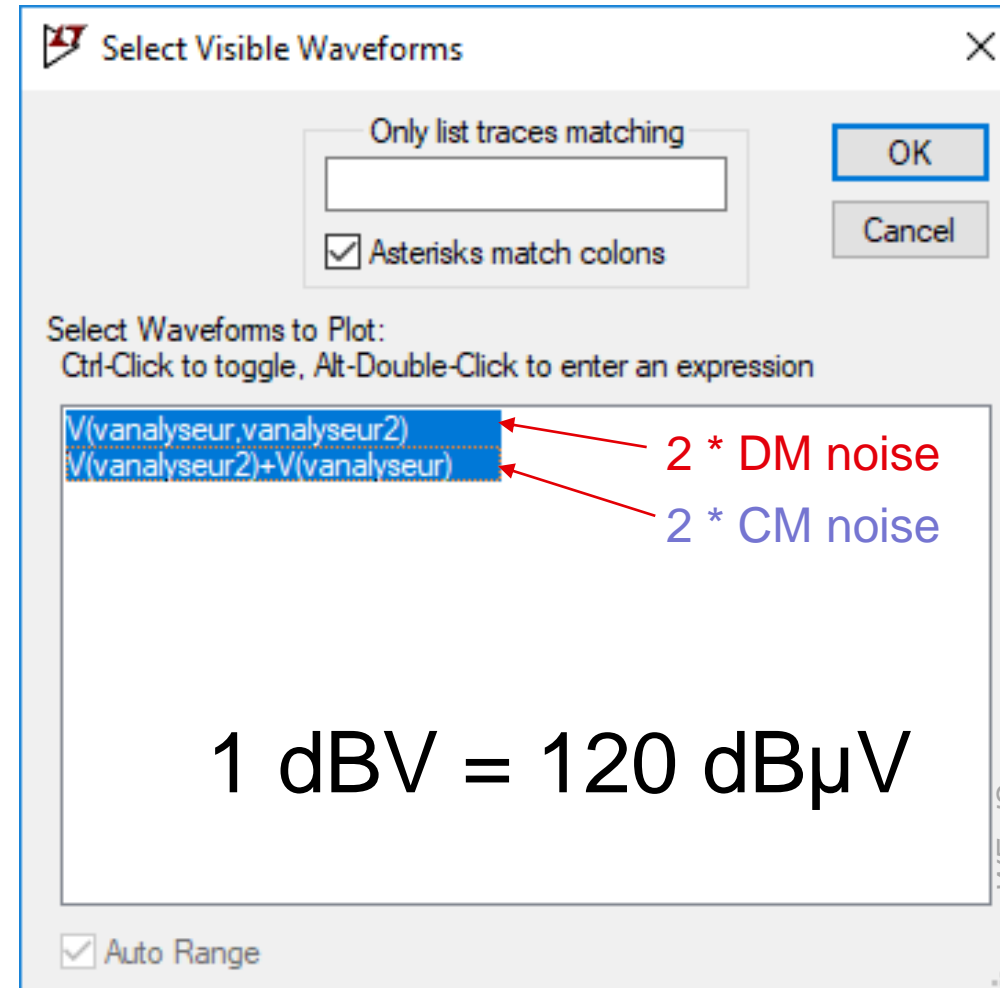 Select Visible Waveforms
Only list traces matching
OK
Asterisks match colons
Cancel
Select Waveforms to Plot:
Ctrl-Click to toggle, Alt-Double-Click to enter an expression
V(vanalyseur,vanalyseur2)
2 * DM noise
V(vanalyseur2)+V(vanalyseur)
2 * CM noise
1 dBV = 120 dBµV
Auto Range